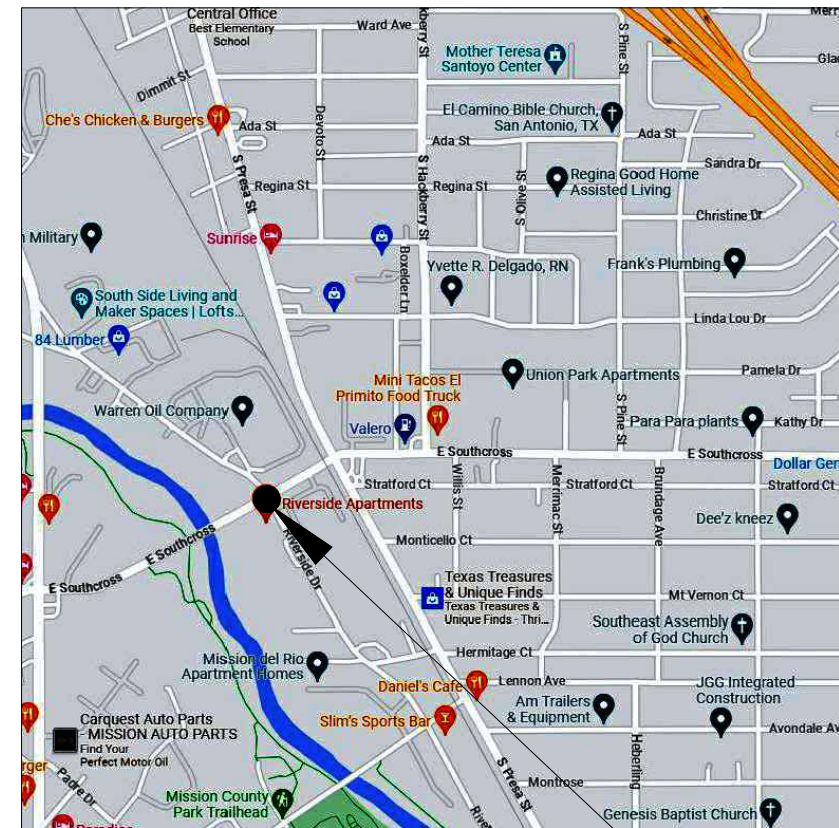 Central Office
Best Elementary
School
Ward Ave
S Pine St
Mother Teresa
Santoyo Center
Dimmit St
Che's Chicken & Burgers
Ada St
Devoto St
El Camino Bible Church,
San Antonio, TX
Ada St
Ada St
S Presa St
S Hackberry St
Sandra Dr
Regina St
Regina St
S Olive St
Regina Good Home
Assisted Living
Christine Dr
Military
Sunrise
Boxelder Ln
Yvette R. Delgado, RN
Frank's Plumbing
South Side Living and
Maker Spaces | Lofts...
Linda Lou Dr
84 Lumber
Mini Tacos El
Primito Food Truck
Union Park Apartments
Pamela Dr
Warren Oil Company
Valero
S Pine St
Para Para plants
Kathy Dr
E Southcross
E Southcross
Dollar Gen
Riverside Apartments
Stratford Ct
Willis St
Merrimac St
Stratford Ct
Brundage Ave
Stratford Ct
Dee'z kneez
E Southcross
Riverside Dr
Monticello Ct
E Southcross
Texas Treasures
& Unique Finds
Texas Treasures &
Unique Finds - Thri...
Mt Vernon Ct
Southeast Assembly
of God Church
Mission del Rio
Apartment Homes
Hermitage Ct
Daniel's Cafe
Lennon Ave
JGG Integrated
Construction
Am Trailers
& Equipment
Slim's Sports Bar
Carquest Auto Parts
- MISSION AUTO PARTS
Find Your
Perfect Motor Oil
Avondale Av
Heberling
S Presa St
Padre Dr
Montrose
Mission County
Park Trailhead
Genesis Baptist Church